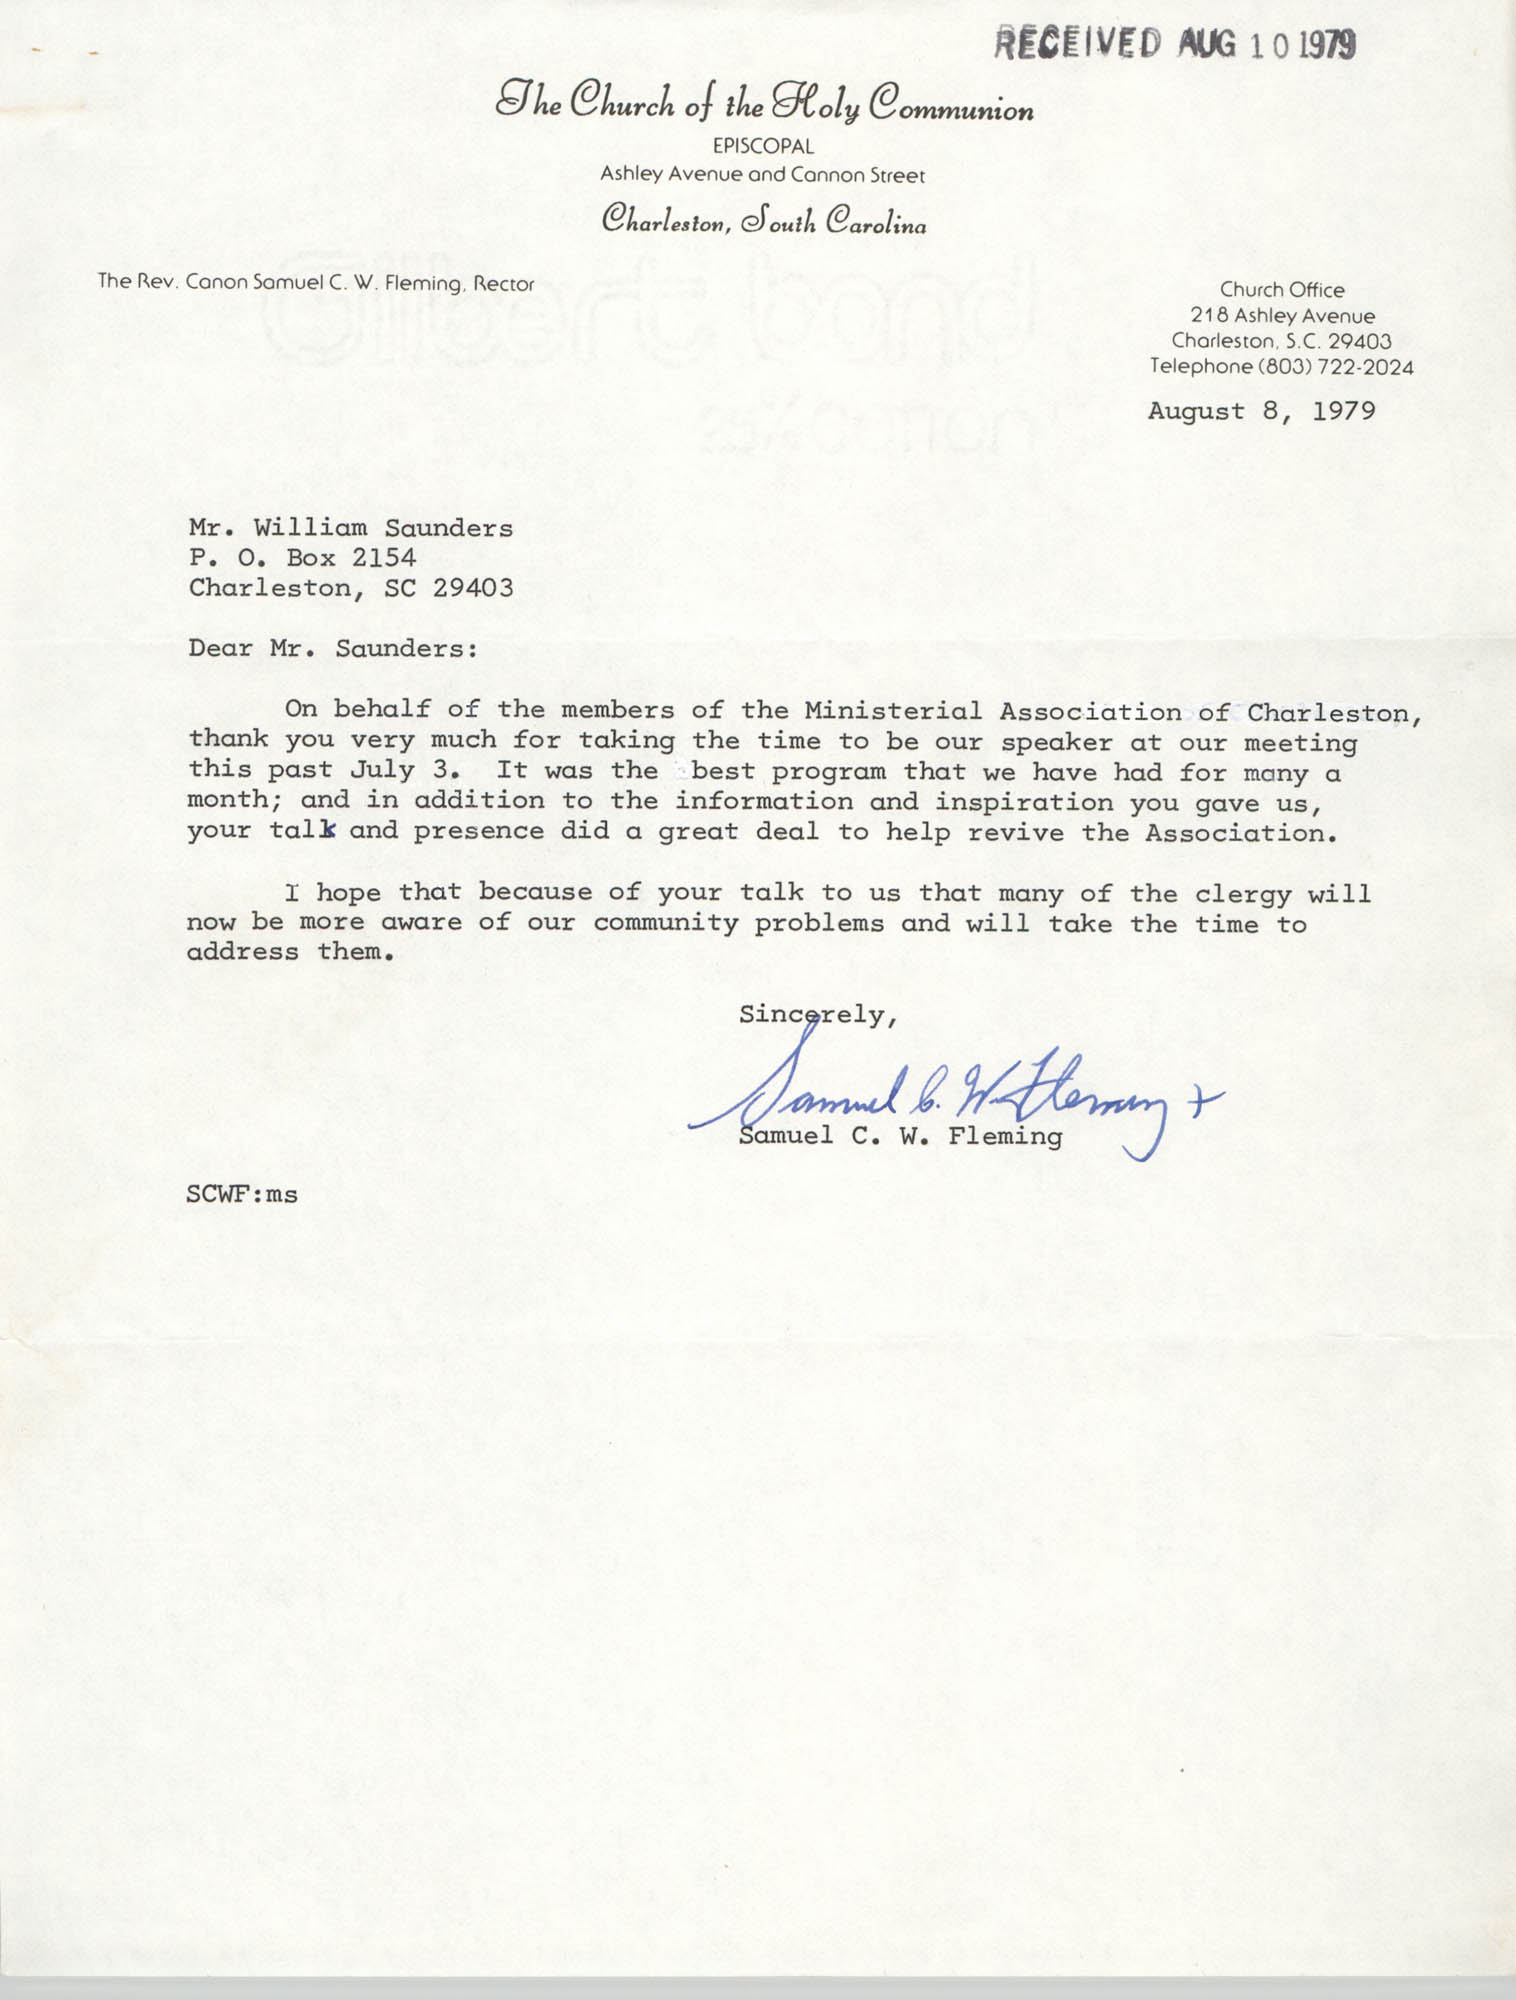 RECEIVED AUG 10 1979
The Church of the Holy Communion
EPISCOPAL
Ashley Avenue and Cannon Street
Charleston, South Carolina
The Rev. Canon Samuel C. W. Fleming, Rector
Church Office
218 Ashley Avenue
Charleston, S.C. 29403
Telephone (803) 722-2024
August 8, 1979
Mr. William Saunders
P. O. Box 2154
Charleston, SC 29403
Dear Mr. Saunders:
On behalf of the members of the Ministerial Association of Charleston,
thank you very much for taking the time to be our speaker at our meeting
this past July 3. It was the best program that we have had for many a
month; and in addition to the information and inspiration you gave us,
your talk and presence did a great deal to help revive the Association.
I hope that because of your talk to us that many of the clergy will
now be more aware of our community problems and will take the time to
address them.
Sincerely,
Samuel C. W. Fleming +
Samuel C. W. Fleming
SCWF:ms